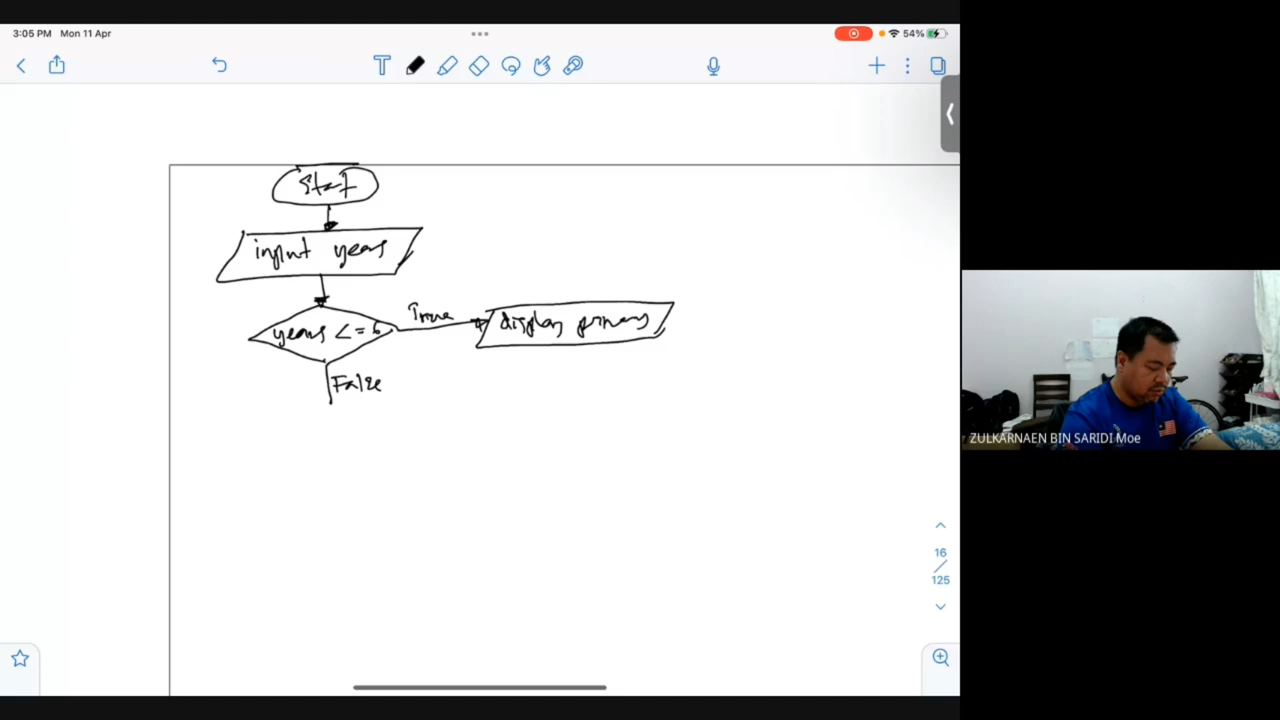 3:05 PM Mon 11 Apr
54%
Start
input years
years <= 6
True
display primary
False
ZULKARNAEN BIN SARIDI Moe
16
/
125